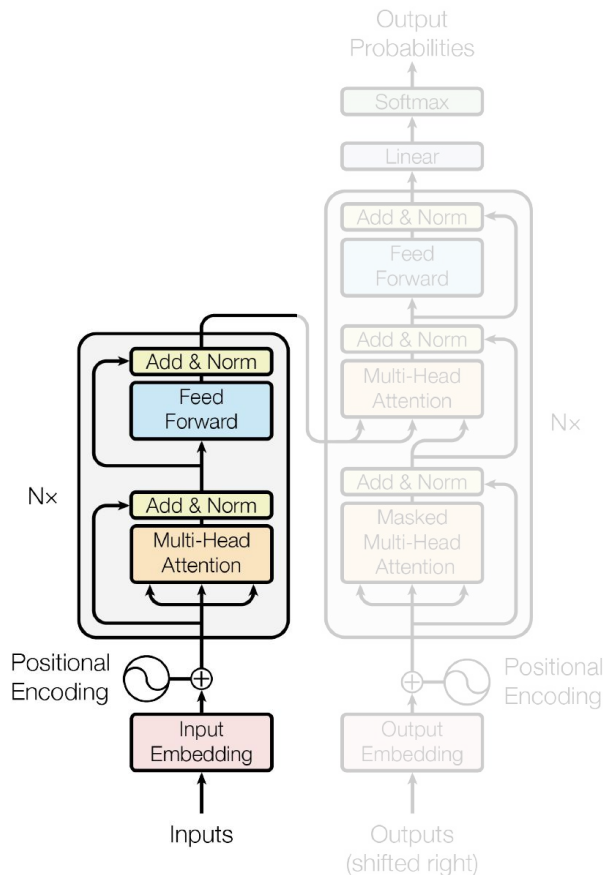 Output
Probabilities
Softmax
Linear
Add & Norm
Feed
Forward
Add & Norm
Multi-Head
Attention
Nx
Add & Norm
Masked
Multi-Head
Attention
Positional
Encoding
Output
Embedding
Outputs
(shifted right)
Add & Norm
Feed
Forward
Nx
Add & Norm
Multi-Head
Attention
Positional
Encoding
Input
Embedding
Inputs